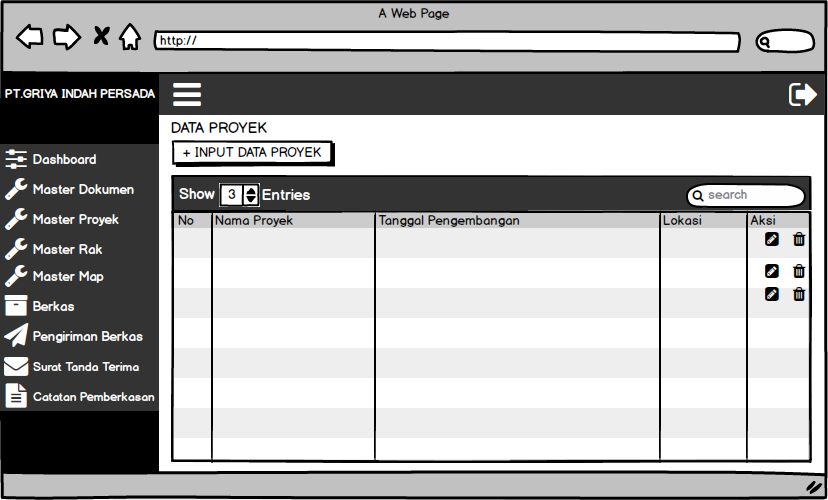 A Web Page
http://
PT.GRIYA INDAH PERSADA
DATA PROYEK
+ INPUT DATA PROYEK
Dashboard
Master Dokumen
Master Proyek
Master Rak
Master Map
Berkas
Pengiriman Berkas
Surat Tanda Terima
Catatan Pemberkasan
Show 3 Entries
search
No Nama Proyek Tanggal Pengembangan Lokasi Aksi